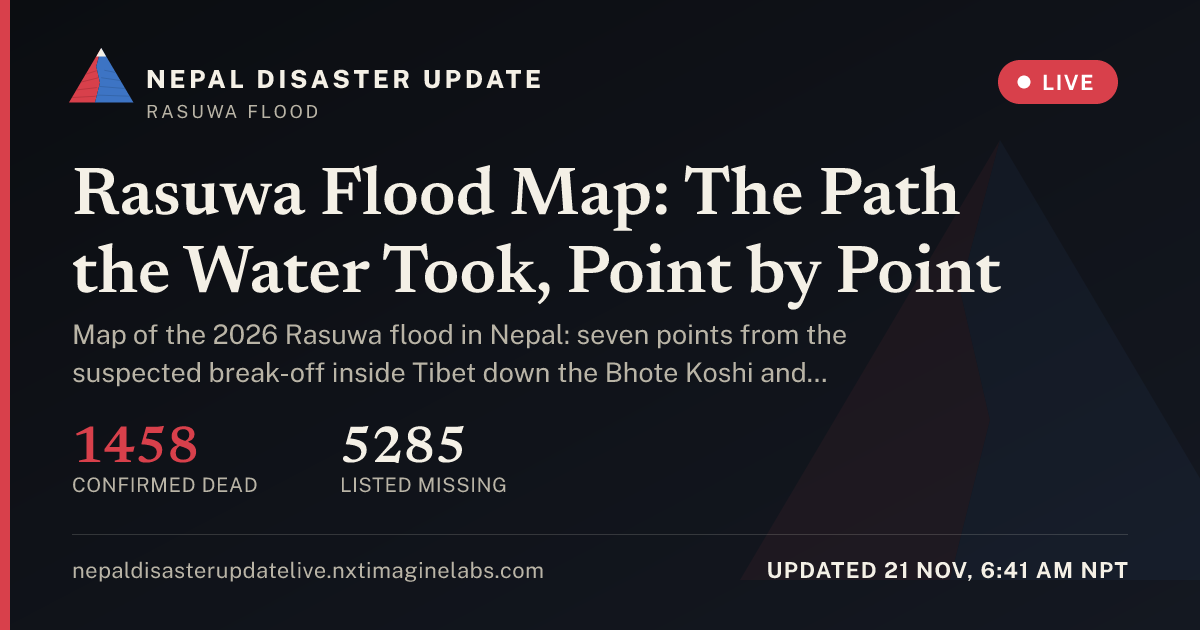 NEPAL DISASTER UPDATE
RASUWA FLOOD
LIVE
Rasuwa Flood Map: The Path
the Water Took, Point by Point
Map of the 2026 Rasuwa flood in Nepal: seven points from the
suspected break-off inside Tibet down the Bhote Koshi and...
1458
CONFIRMED DEAD
5285
LISTED MISSING
nepaldisasterupdatelive.nxtimaginelabs.com
UPDATED 21 NOV, 6:41 AM NPT